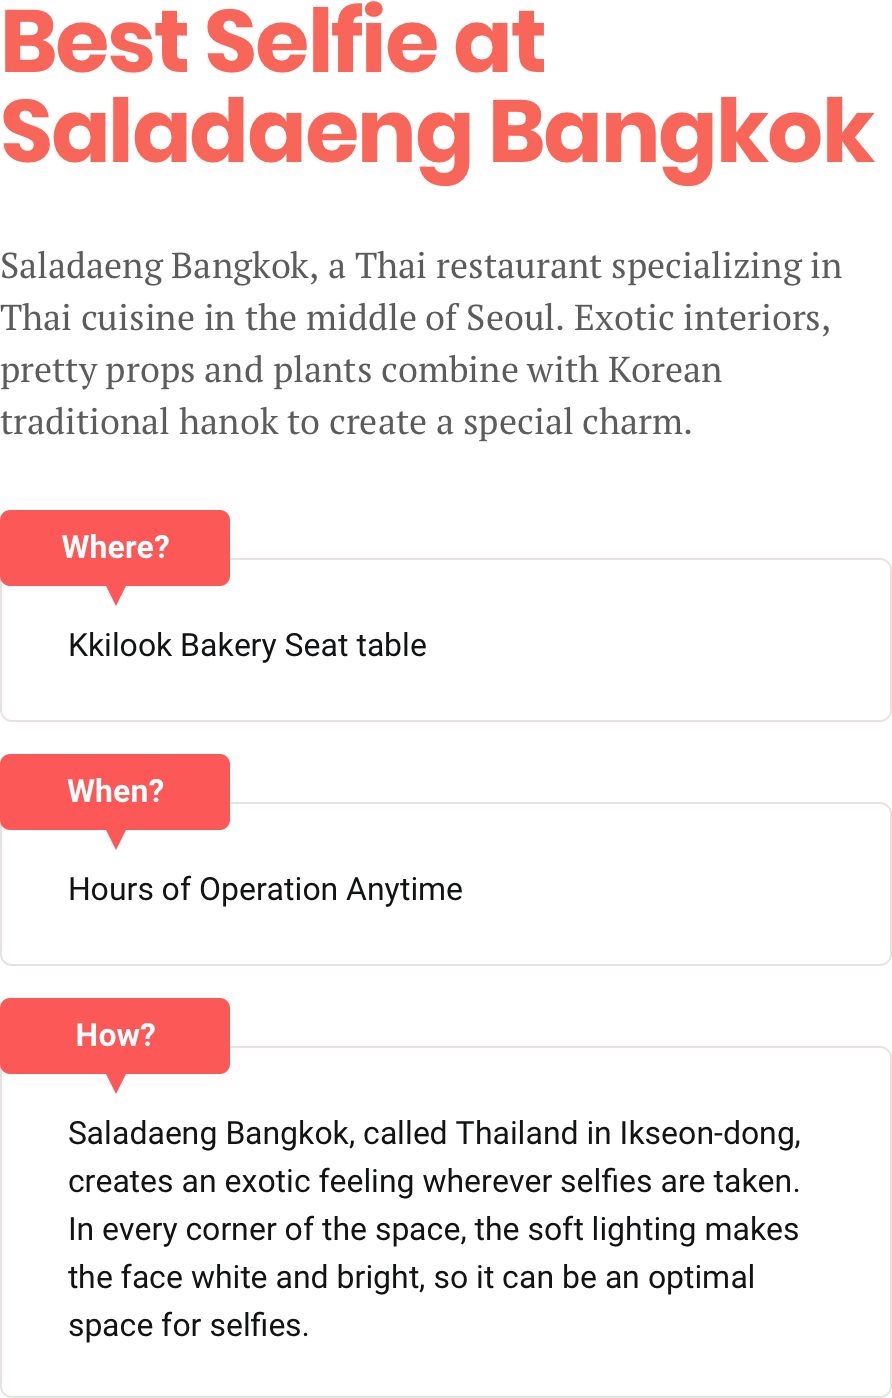 Best Selfie at
Saladaeng Bangkok
Saladaeng Bangkok, a Thai restaurant specializing in
Thai cuisine in the middle of Seoul. Exotic interiors,
pretty props and plants combine with Korean
traditional hanok to create a special charm.
Where?
Kkilook Bakery Seat table
When?
Hours of Operation Anytime
How?
Saladaeng Bangkok, called Thailand in Ikseon-dong,
creates an exotic feeling wherever selfies are taken.
In every corner of the space, the soft lighting makes
the face white and bright, so it can be an optimal
space for selfies.